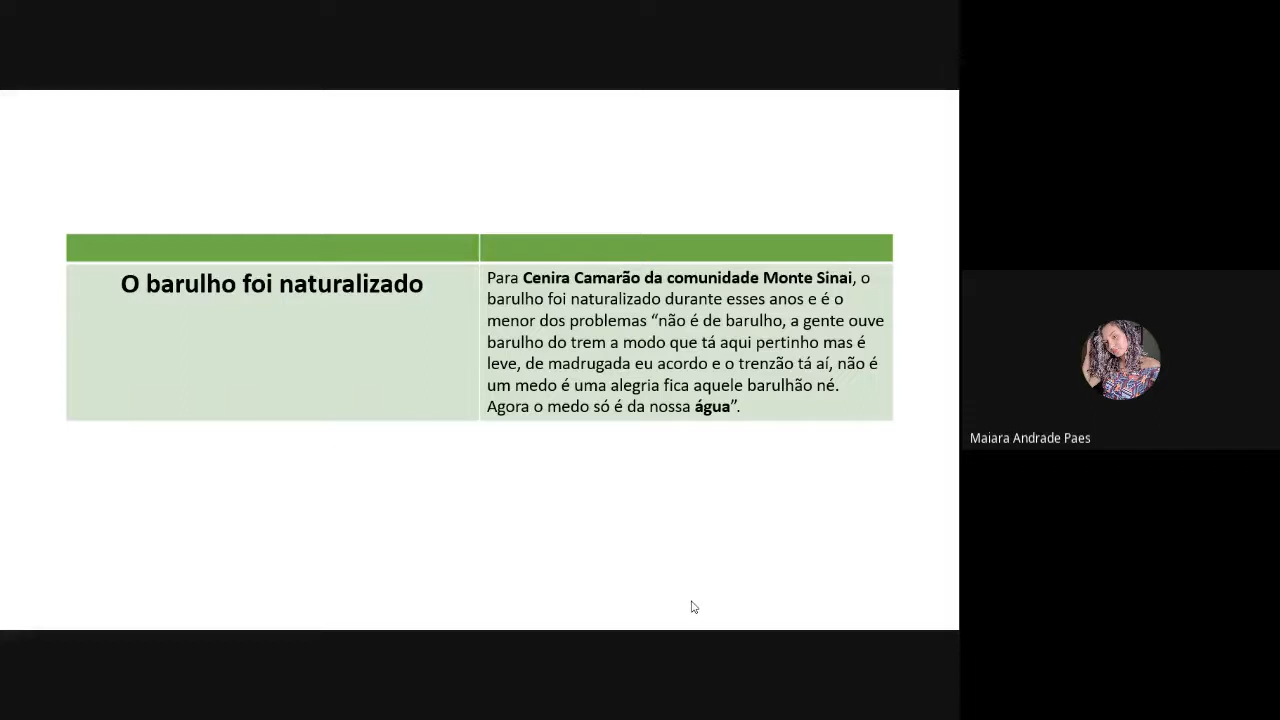 O barulho foi naturalizado
Para Cenira Camarão da comunidade Monte Sinai, o
barulho foi naturalizado durante esses anos e é o
menor dos problemas “não é de barulho, a gente ouve
barulho do trem a modo que tá aqui pertinho mas é
leve, de madrugada eu acordo e o trenzão tá aí, não é
um medo é uma alegria fica aquele barulhão né.
Agora o medo só é da nossa água”.
Maiara Andrade Paes